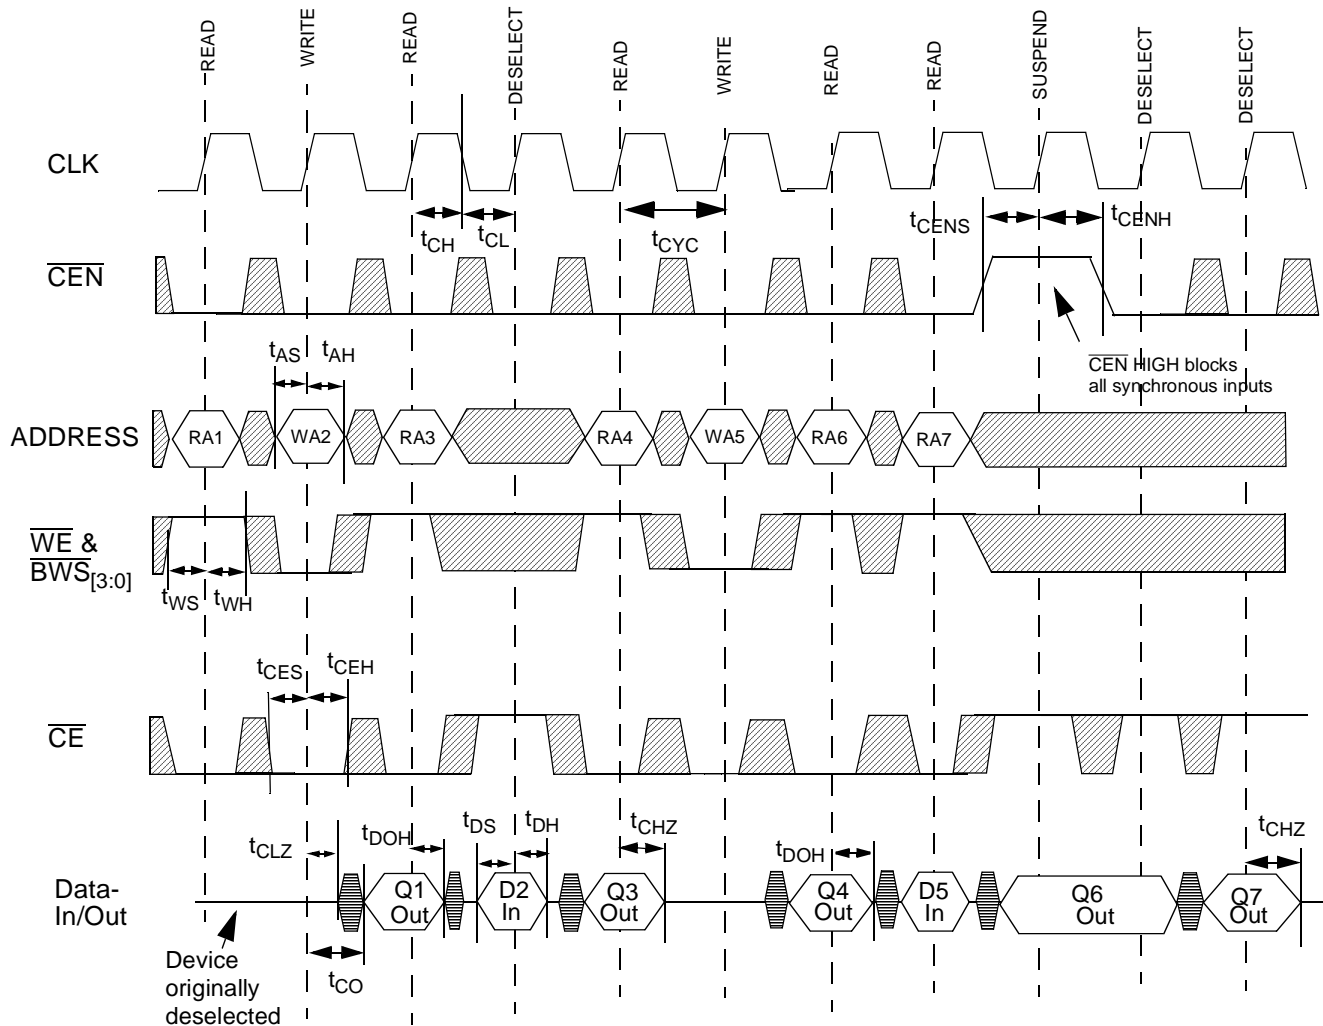 READ
WRITE
READ
DESELECT
READ
WRITE
READ
READ
SUSPEND
DESELECT
DESELECT
CLK
tCH
tCL
tCYC
tCENS
tCENH
CEN
CEN HIGH blocks
all synchronous inputs
tAS
tAH
ADDRESS
RA1
WA2
RA3
RA4
WA5
RA6
RA7
WE &
BWS[3:0]
tWS
tWH
tCES
tCEH
CE
tCLZ
tDOH
tDS
tDH
tCHZ
tDOH
tCHZ
Data-
In/Out
Q1
Out
D2
In
Q3
Out
Q4
Out
D5
In
Q6
Out
Q7
Out
tCO
Device
originally
deselected